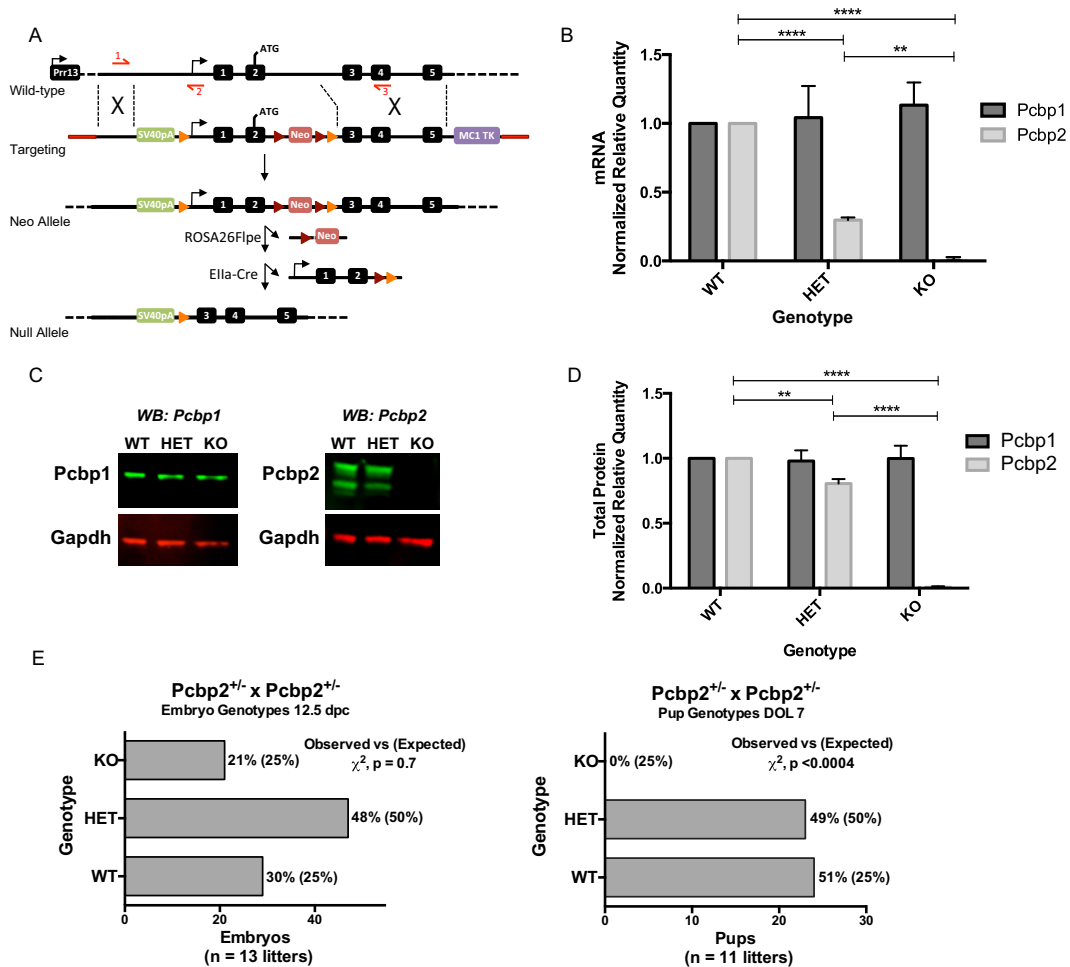 A
ATG
Prr13
1
1
2
3
4
5
2
3
Wild-type
X
X
ATG
SV40pA
1
2
Neo
3
4
5
MC1 TK
Targeting
SV40pA
1
2
Neo
3
4
5
Neo Allele
ROSA26Flpe
Neo
EIIa-Cre
1
2
SV40pA
3
4
5
Null Allele
B
****
****
**
1.5
1.0
0.5
0.0
mRNA
Normalized Relative Quantity
WT
HET
KO
Genotype
Pcbp1
Pcbp2
C
WB: Pcbp1
WT HET KO
Pcbp1
Gapdh
WB: Pcbp2
WT HET KO
Pcbp2
Gapdh
D
****
**
****
1.5
1.0
0.5
0.0
Total Protein
Normalized Relative Quantity
WT
HET
KO
Genotype
Pcbp1
Pcbp2
E
Pcbp2+/- x Pcbp2+/-
Embryo Genotypes 12.5 dpc
Observed vs (Expected)
χ2, p = 0.7
Genotype
KO
21% (25%)
HET
48% (50%)
WT
30% (25%)
0
20
40
Embryos
(n = 13 litters)
Pcbp2+/- x Pcbp2+/-
Pup Genotypes DOL 7
Observed vs (Expected)
χ2, p <0.0004
Genotype
KO
0% (25%)
HET
49% (50%)
WT
51% (25%)
0
10
20
30
Pups
(n = 11 litters)